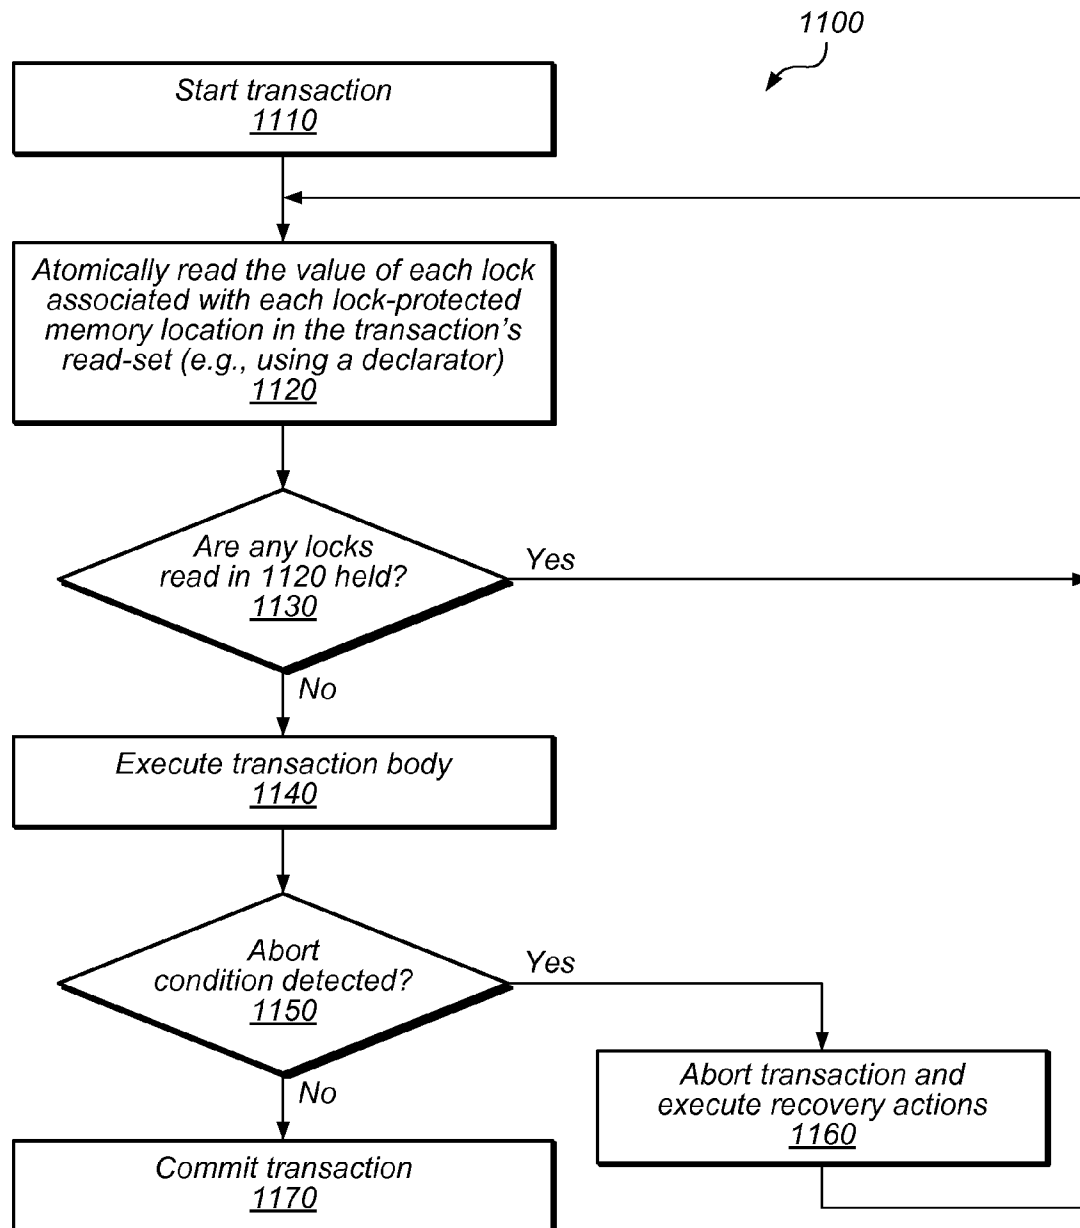 1100
Start transaction
1110
Atomically read the value of each lock
associated with each lock-protected
memory location in the transaction's
read-set (e.g., using a declarator)
1120
Are any locks
read in 1120 held?
1130
Yes
No
Execute transaction body
1140
Abort
condition detected?
1150
Yes
No
Abort transaction and
execute recovery actions
1160
Commit transaction
1170